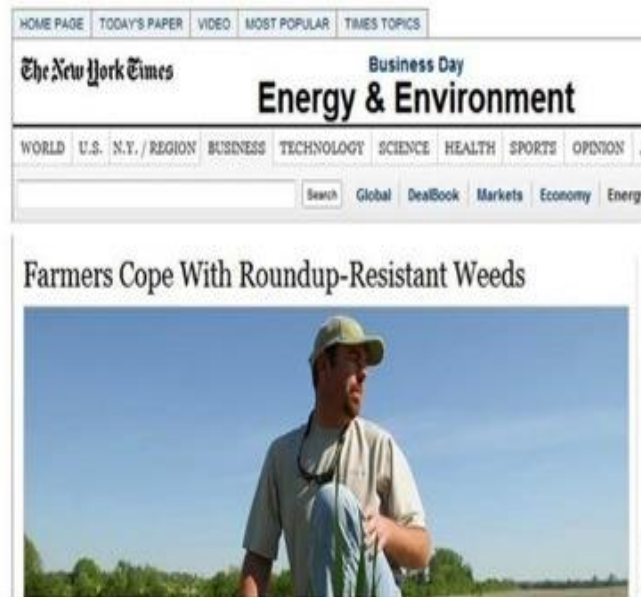 HOME PAGE TODAY'S PAPER VIDEO MOST POPULAR TIMES TOPICS
The New York Times
Business Day
Energy & Environment
WORLD U.S. N.Y. / REGION BUSINESS TECHNOLOGY SCIENCE HEALTH SPORTS OPINION
Search Global DealBook Markets Economy Energy
Farmers Cope With Roundup-Resistant Weeds